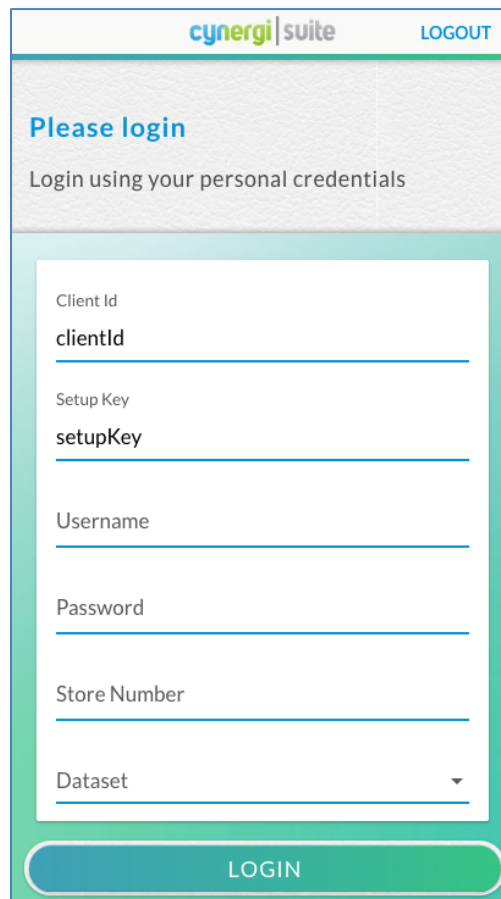 cynergi|suite LOGOUT
Please login
Login using your personal credentials
Client Id
clientId
Setup Key
setupKey
Username
Password
Store Number
Dataset
LOGIN